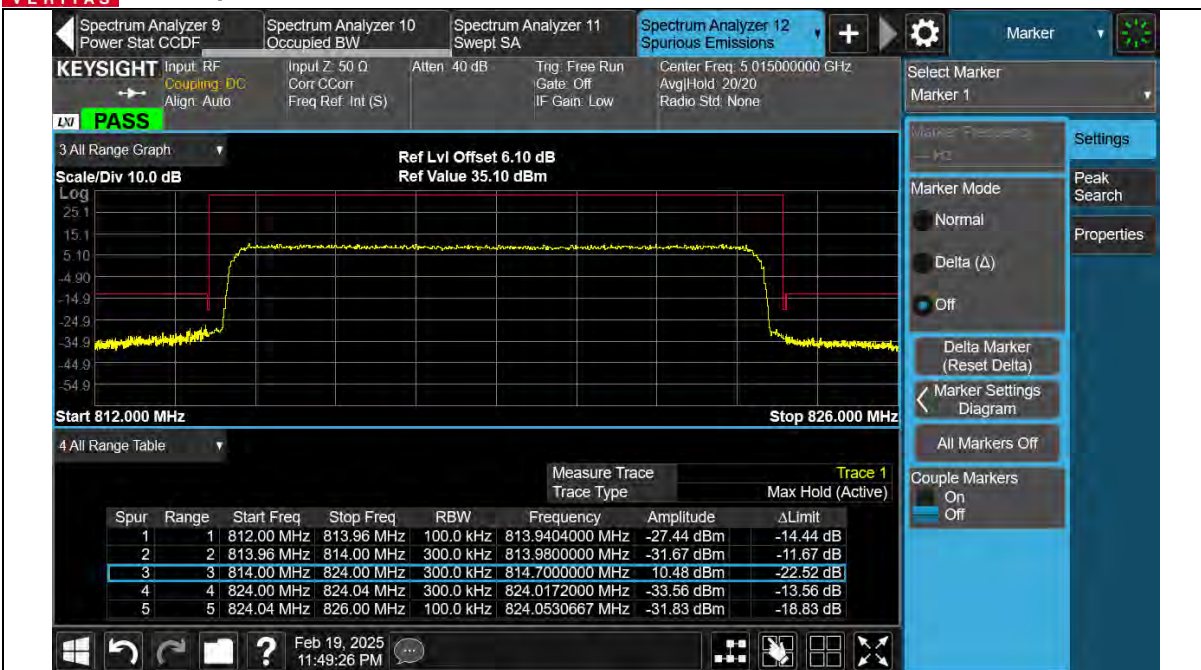 VERITAS
Spectrum Analyzer 9
Power Stat CCDF
Spectrum Analyzer 10
Occupied BW
Spectrum Analyzer 11
Swept SA
Spectrum Analyzer 12
Spurious Emissions
+
Marker
KEYSIGHT
Input: RF
Coupling: DC
Align: Auto
Input Z: 50 Ω
Corr CCorr
Freq Ref: Int (S)
Atten: 40 dB
Trig: Free Run
Gate: Off
IF Gain: Low
Center Freq: 5.015000000 GHz
Avg|Hold: 20/20
Radio Std: None
LXI PASS
Select Marker
Marker 1
Marker Frequency
--- Hz
Settings
Peak
Search
Properties
Marker Mode
Normal
Delta (Δ)
Off
Delta Marker
(Reset Delta)
Marker Settings
Diagram
All Markers Off
Couple Markers
On
Off
3 All Range Graph
Ref Lvl Offset 6.10 dB
Scale/Div 10.0 dB
Ref Value 35.10 dBm
Log
25.1
15.1
5.10
-4.90
-14.9
-24.9
-34.9
-44.9
-54.9
Start 812.000 MHz
Stop 826.000 MHz
4 All Range Table
Measure Trace Trace 1
Trace Type Max Hold (Active)
Spur Range Start Freq Stop Freq RBW Frequency Amplitude ΔLimit
1 1 812.00 MHz 813.96 MHz 100.0 kHz 813.9404000 MHz -27.44 dBm -14.44 dB
2 2 813.96 MHz 814.00 MHz 300.0 kHz 813.9800000 MHz -31.67 dBm -11.67 dB
3 3 814.00 MHz 824.00 MHz 300.0 kHz 814.7000000 MHz 10.48 dBm -22.52 dB
4 4 824.00 MHz 824.04 MHz 300.0 kHz 824.0172000 MHz -33.56 dBm -13.56 dB
5 5 824.04 MHz 826.00 MHz 100.0 kHz 824.0530667 MHz -31.83 dBm -18.83 dB
?
Feb 19, 2025
11:49:26 PM